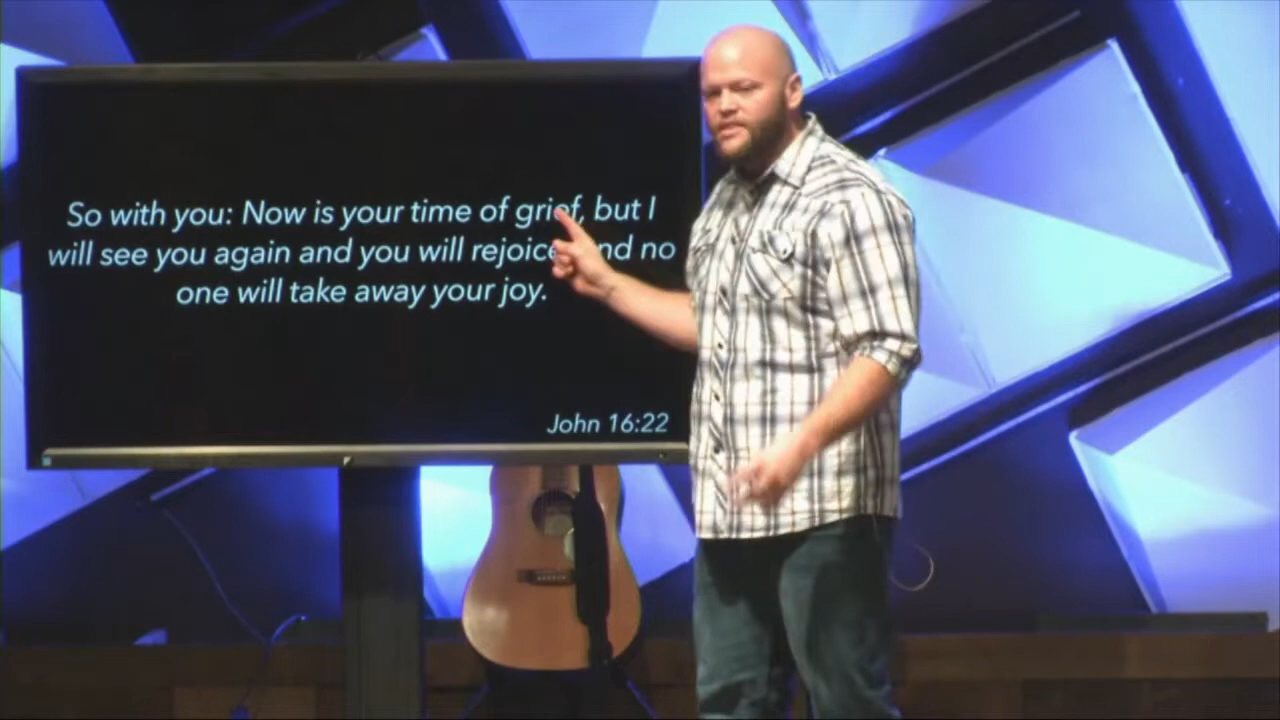 So with you: Now is your time of grief, but I
will see you again and you will rejoice, and no
one will take away your joy.
John 16:22